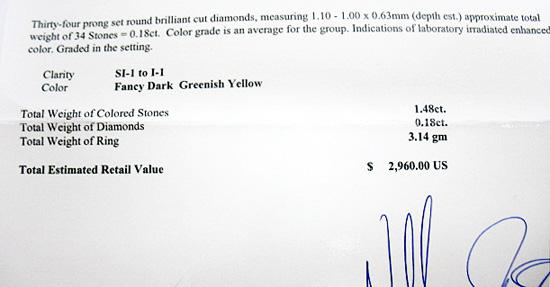 Thirty-four prong set round brilliant cut diamonds, measuring 1.10 - 1.00 x 0.63mm (depth est.) approximate total
weight of 34 Stones = 0.18ct. Color grade is an average for the group. Indications of laboratory irradiated enhanced
color. Graded in the setting.
Clarity SI-1 to I-1
Color Fancy Dark Greenish Yellow
Total Weight of Colored Stones 1.48ct.
Total Weight of Diamonds 0.18ct.
Total Weight of Ring 3.14 gm
Total Estimated Retail Value $ 2,960.00 US